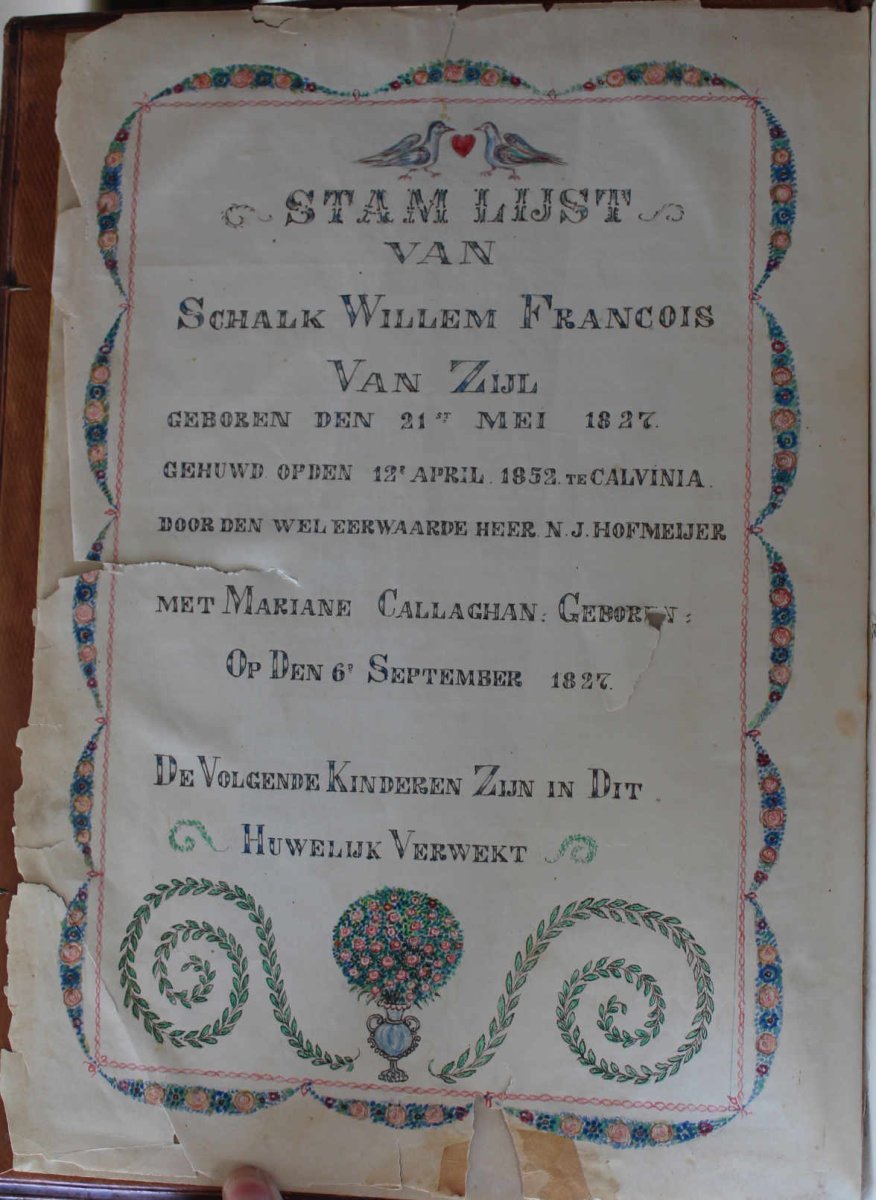 STAM LIJST
VAN
SCHALK WILLEM FRANCOIS
VAN ZIJL
GEBOREN DEN 21ST MEI 1827.
GEHUWD OPDEN 12E APRIL. 1852. TE CALVINIA.
DOOR DEN WEL EERWAARDE HEER. N. J. HOFMEIJER
MET MARIANE CALLAGHAN: GEBOREN:
OP DEN 6E SEPTEMBER 1827.
DE VOLGENDE KINDEREN ZIJN IN DIT
HUWELIJK VERWEKT